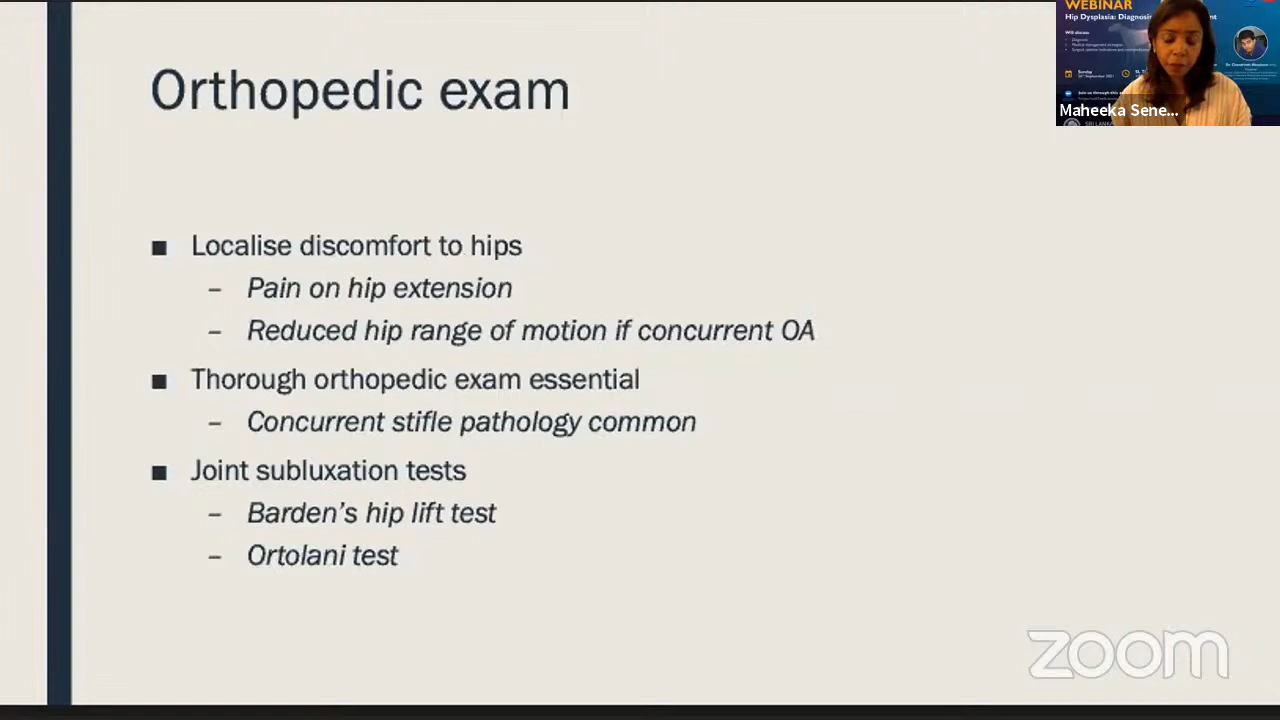 Orthopedic exam
■ Localise discomfort to hips
– Pain on hip extension
– Reduced hip range of motion if concurrent OA
■ Thorough orthopedic exam essential
– Concurrent stifle pathology common
■ Joint subluxation tests
– Barden's hip lift test
– Ortolani test
WEBINAR
Hip Dysplasia:
Maheeka Sene...
zoom